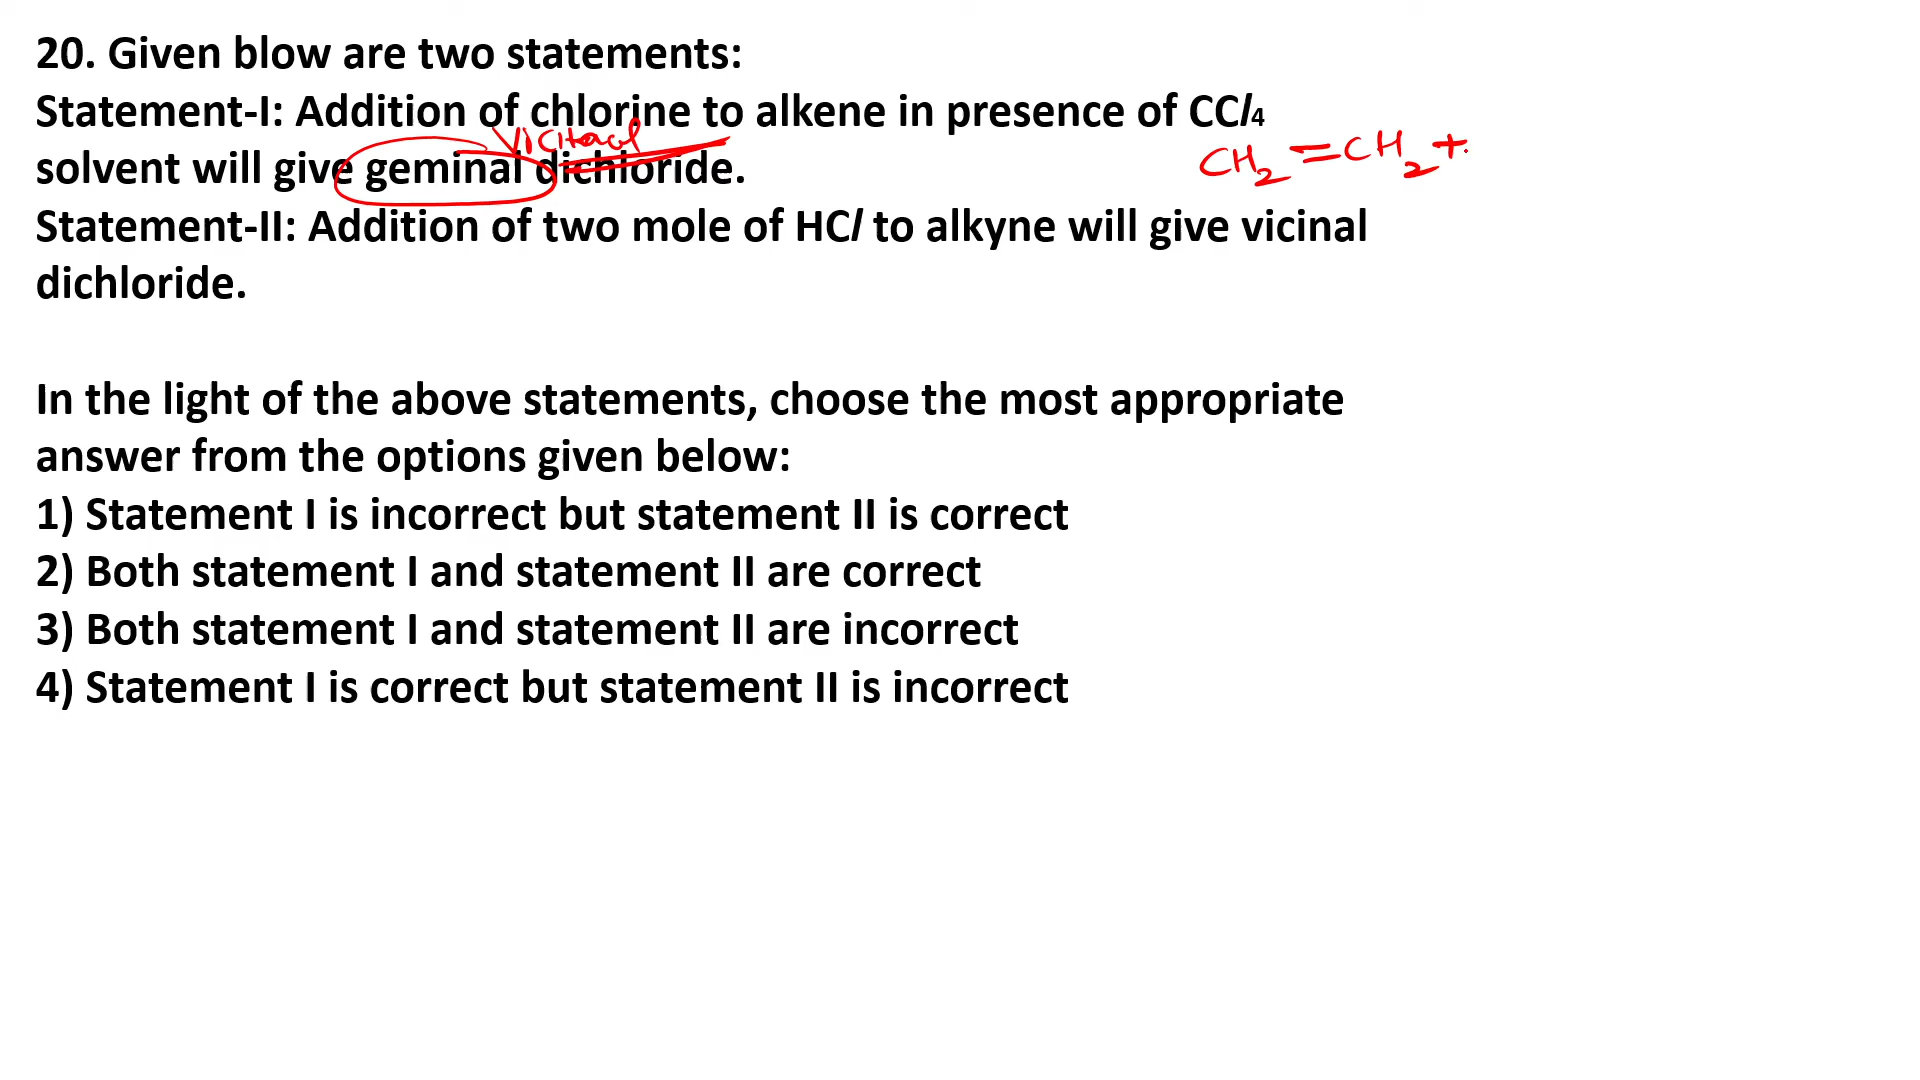 20. Given blow are two statements:
Statement-I: Addition of chlorine to alkene in presence of CCl₄
solvent will give geminal dichloride.
CH₂=CH₂+
Statement-II: Addition of two mole of HCl to alkyne will give vicinal
dichloride.
In the light of the above statements, choose the most appropriate
answer from the options given below:
1) Statement I is incorrect but statement II is correct
2) Both statement I and statement II are correct
3) Both statement I and statement II are incorrect
4) Statement I is correct but statement II is incorrect